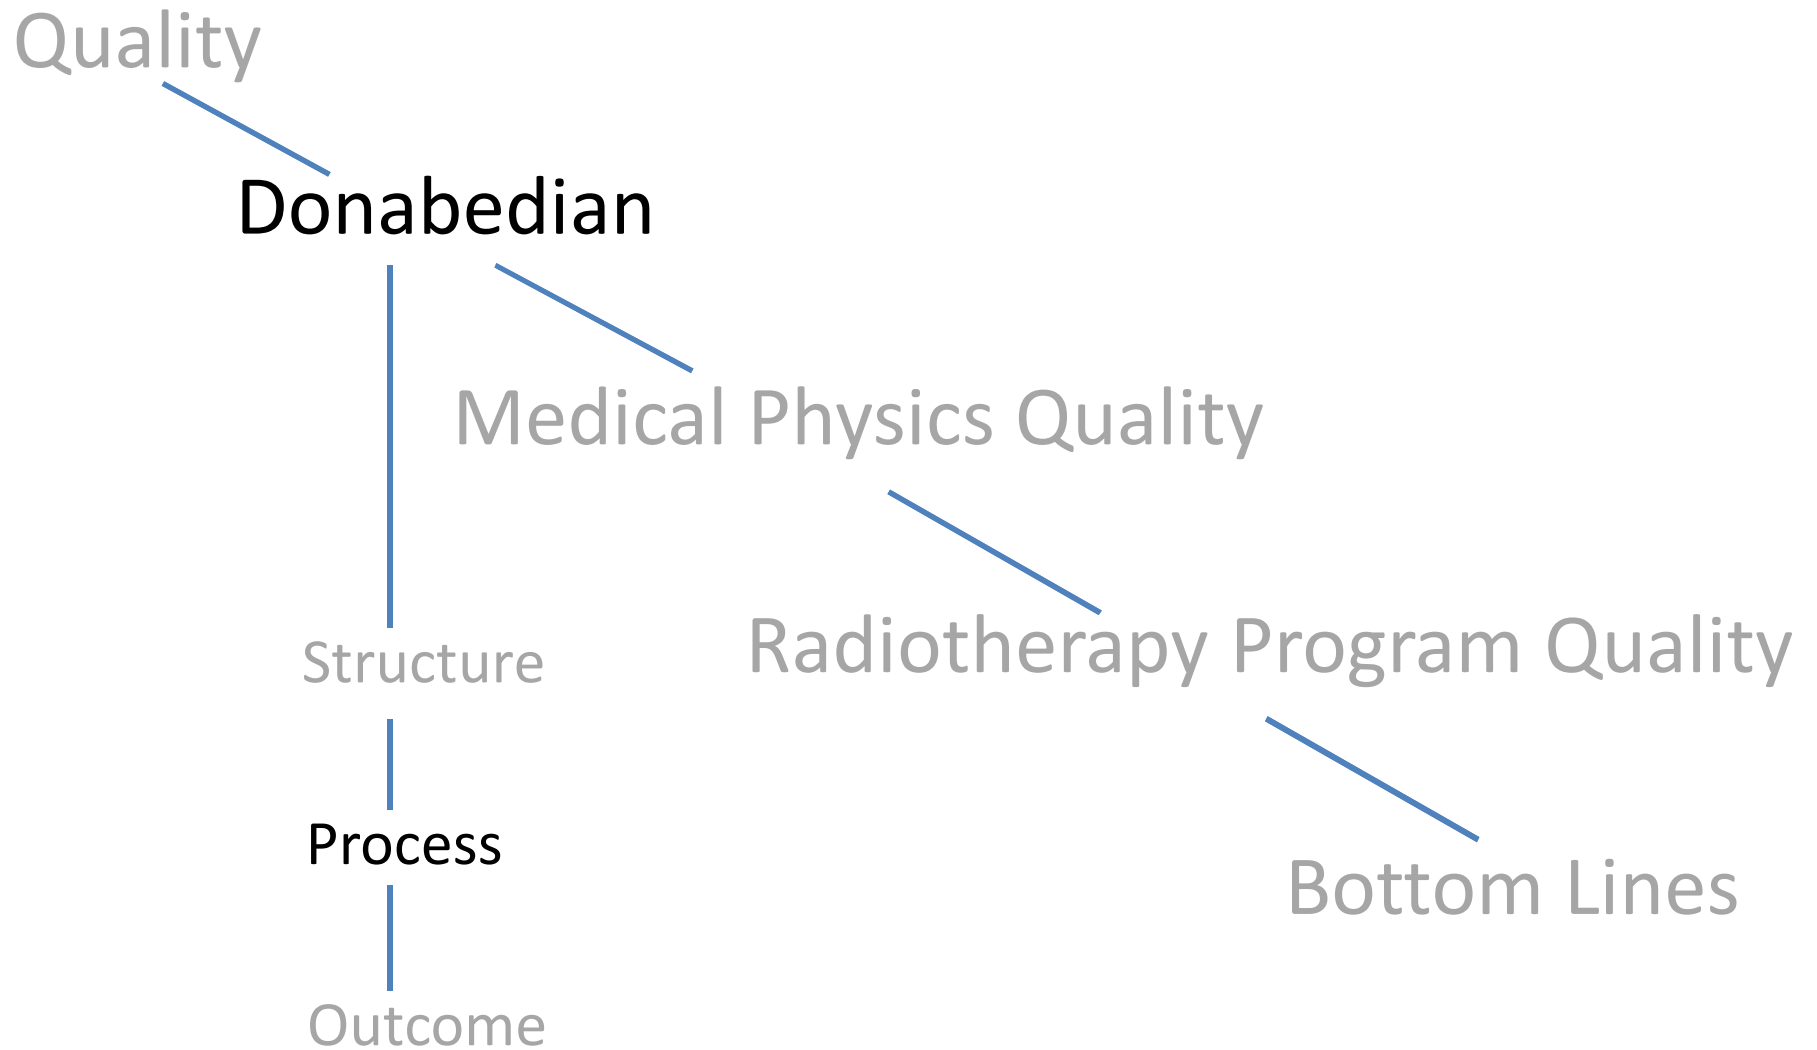 Quality
Donabedian
Medical Physics Quality
Radiotherapy Program Quality
Structure
Process
Bottom Lines
Outcome